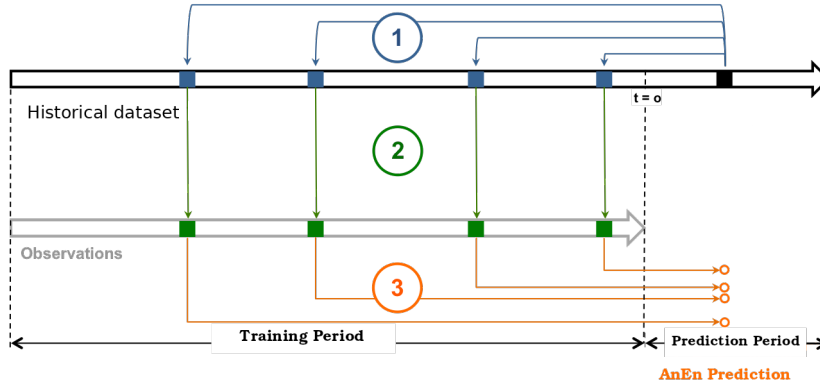 1
t = o
Historical dataset
2
Observations
3
Training Period
Prediction Period
AnEn Prediction